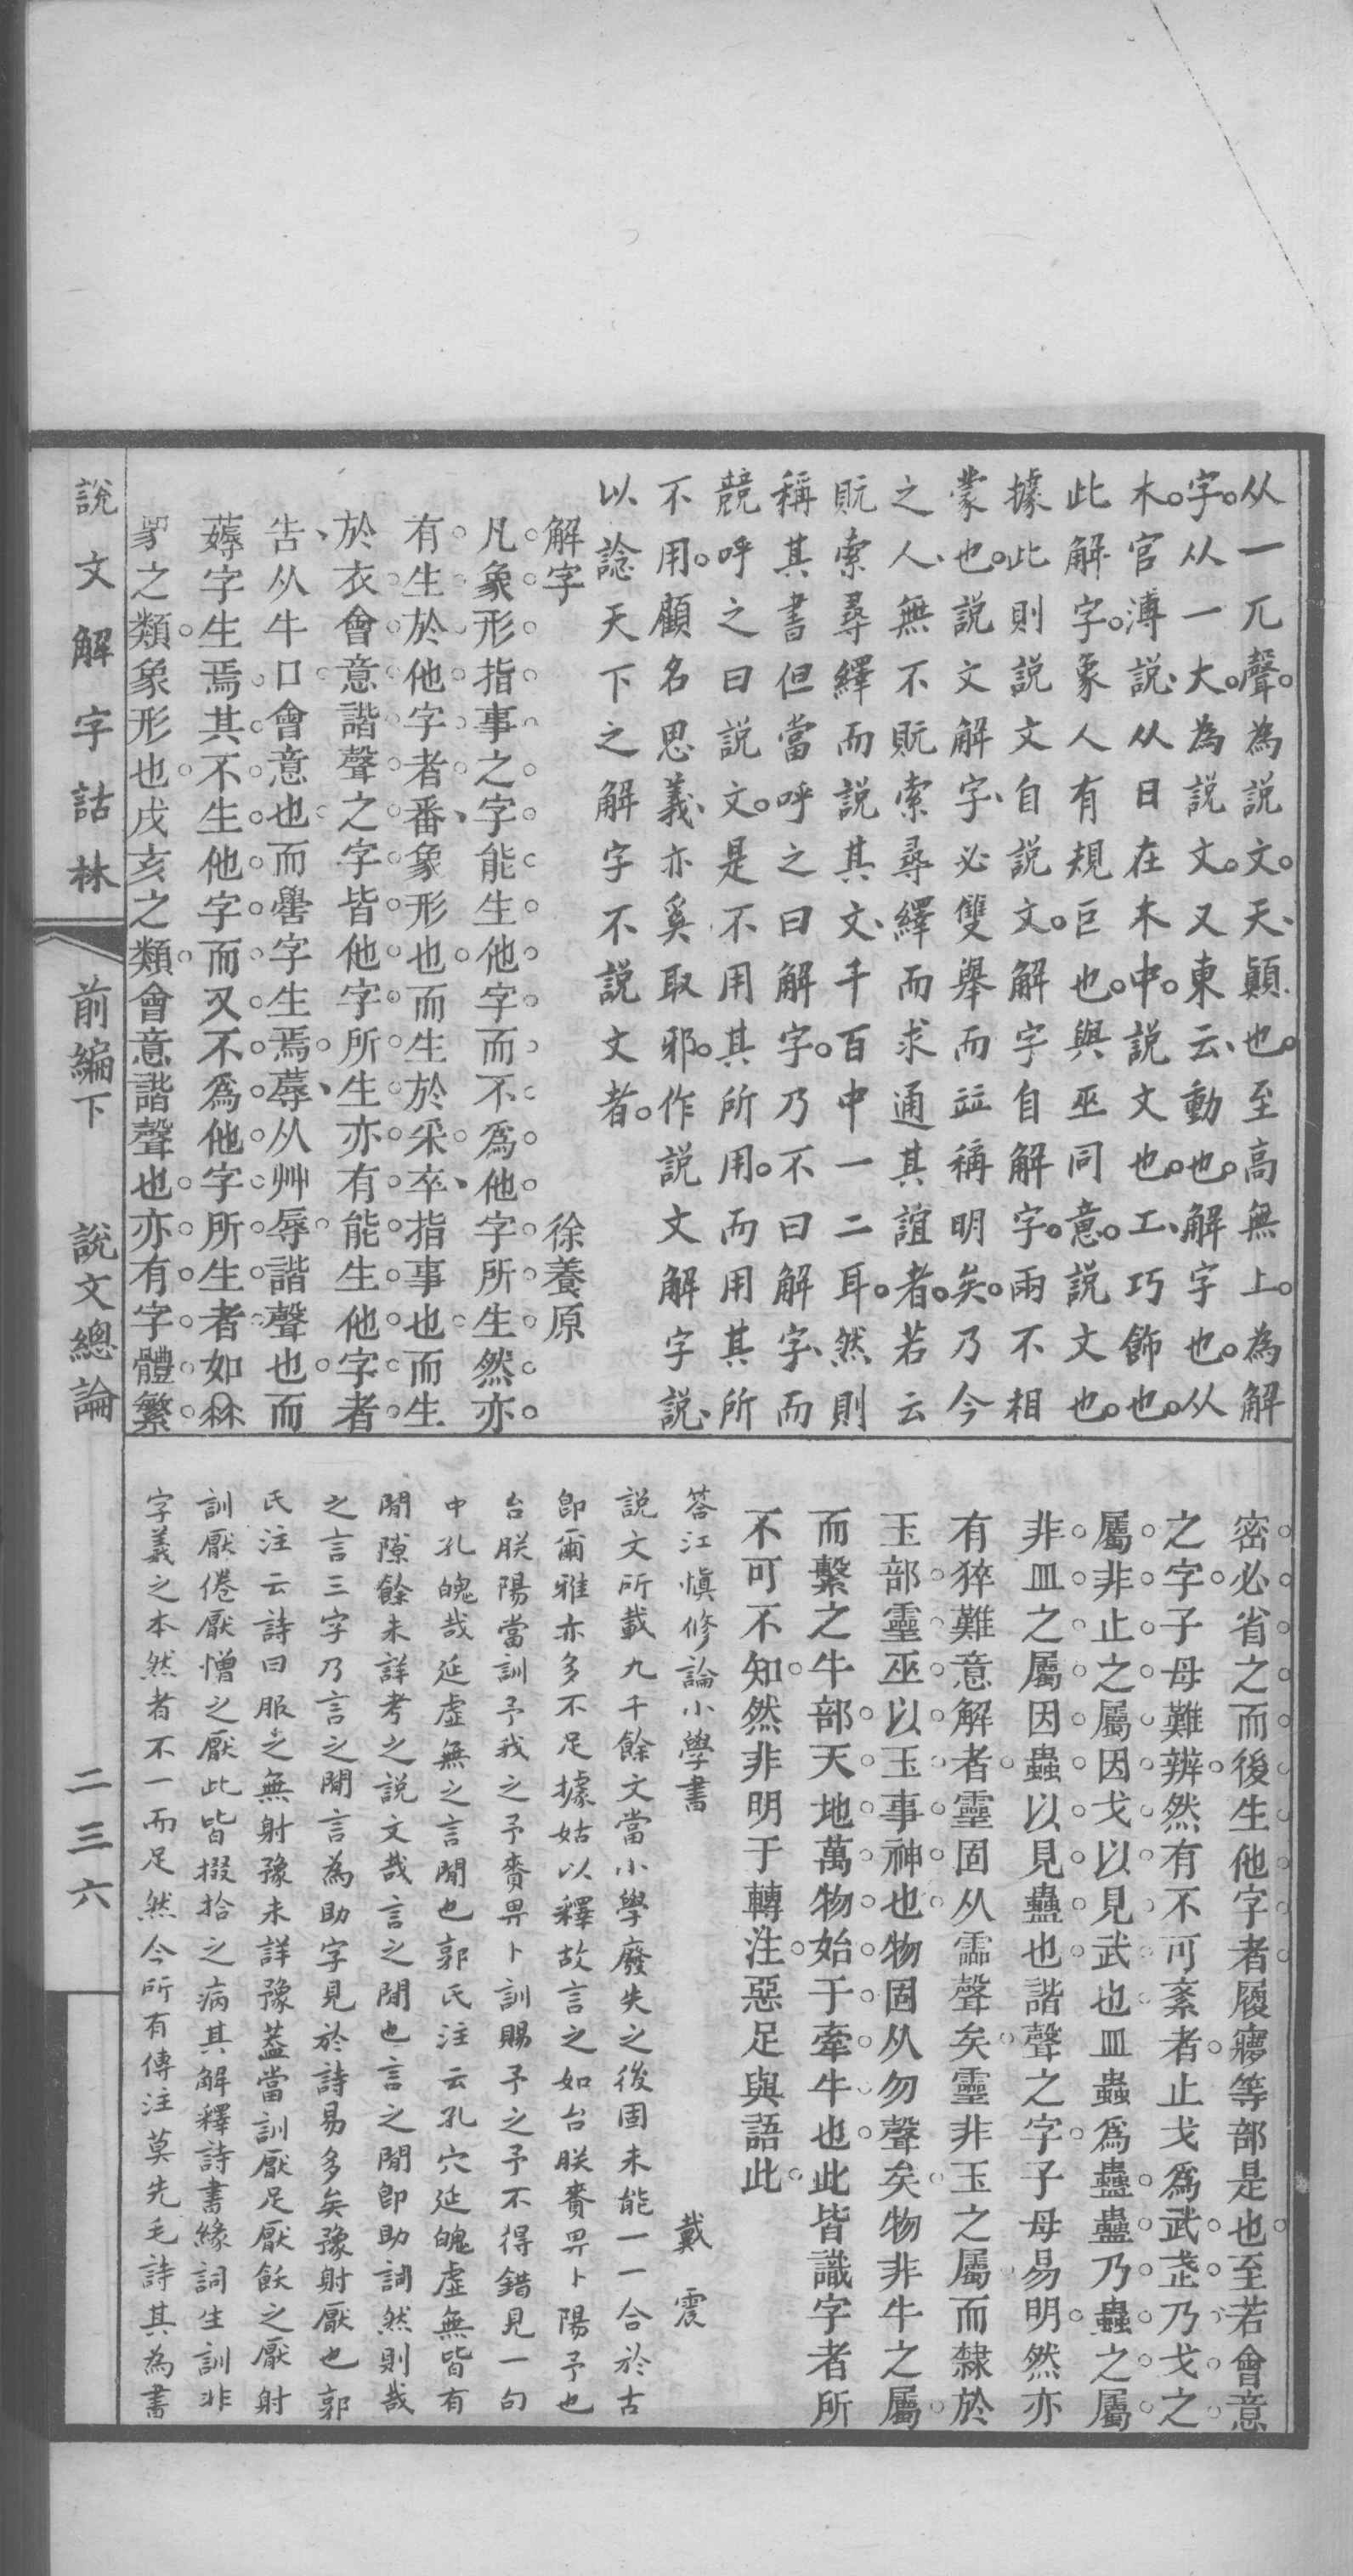 从一兀聲。為說文。天、顚也。至高無上。為解
字。从一大。為說文。又東云、動也。解字也。从
木。官溥說、从日在木中。說文也。工、巧飾也。
此解字。象人有規巨也。與巫同意。說文也。
據此則說文自說文。解字自解字。兩不相
蒙也。說文解字、必雙舉而竝稱明矣。乃今
之人、無不翫索尋繹而求通其誼者。若云
翫索尋繹而說其文、千百中一二耳。然則
稱其書但當呼之曰解字。乃不曰解字、而
競呼之曰說文。是不用其所用。而用其所
不用。顧名思義、亦奚取邪。作說文解字說、
以諗天下之解字不說文者。
解字 徐養原
凡象形指事之字能生他字而不爲他字所生然亦
有生於他字者番、象形也而生於釆卒、指事也而生
於衣會意諧聲之字皆他字所生亦有能生他字者
告、从牛口會意也而嚳字生焉蓐、从艸辱諧聲也而
薅字生焉其不生他字而又不爲他字所生者如𠔼
彖之類象形也戌亥之類會意諧聲也亦有字體繁
密必省之而後生他字者履㝱等部是也至若會意
之字子母難辨然有不可紊者止戈爲武武乃戈之
屬非止之屬因戈以見武也皿蟲爲蠱蠱乃蟲之屬
非皿之屬因蟲以見蠱也諧聲之字子母易明然亦
有猝難意解者靈固从霝聲矣靈非玉之屬而隸於
玉部靈巫以玉事神也物固从勿聲矣物非牛之屬
而繫之牛部天地萬物始于牽牛也此皆識字者所
不可不知然非明于轉注惡足與語此
荅江愼修論小學書 戴震
說文所載九千餘文當小學廢失之後固未能一一合於古
卽爾雅亦多不足據姑以釋故言之如台朕賚畀卜陽予也
台朕陽當訓予我之予賚畀卜訓賜予之予不得錯見一句
中孔魄哉延虛無之言閒也郭氏注云孔穴延魄虛無皆有
閒隙餘未詳考之說文哉言之閒也言之閒卽助詞然則哉
之言三字乃言之閒言為助字見於詩易多矣豫射厭也郭
氏注云詩曰服之無射豫未詳豫葢當訓厭足厭飫之厭射
訓厭倦厭憎之厭此皆掇拾之病其解釋詩書緣詞生訓非
字義之本然者不一而足然今所有傳注莫先毛詩其為書
說文解字詁林 前編下 說文總論 二三六